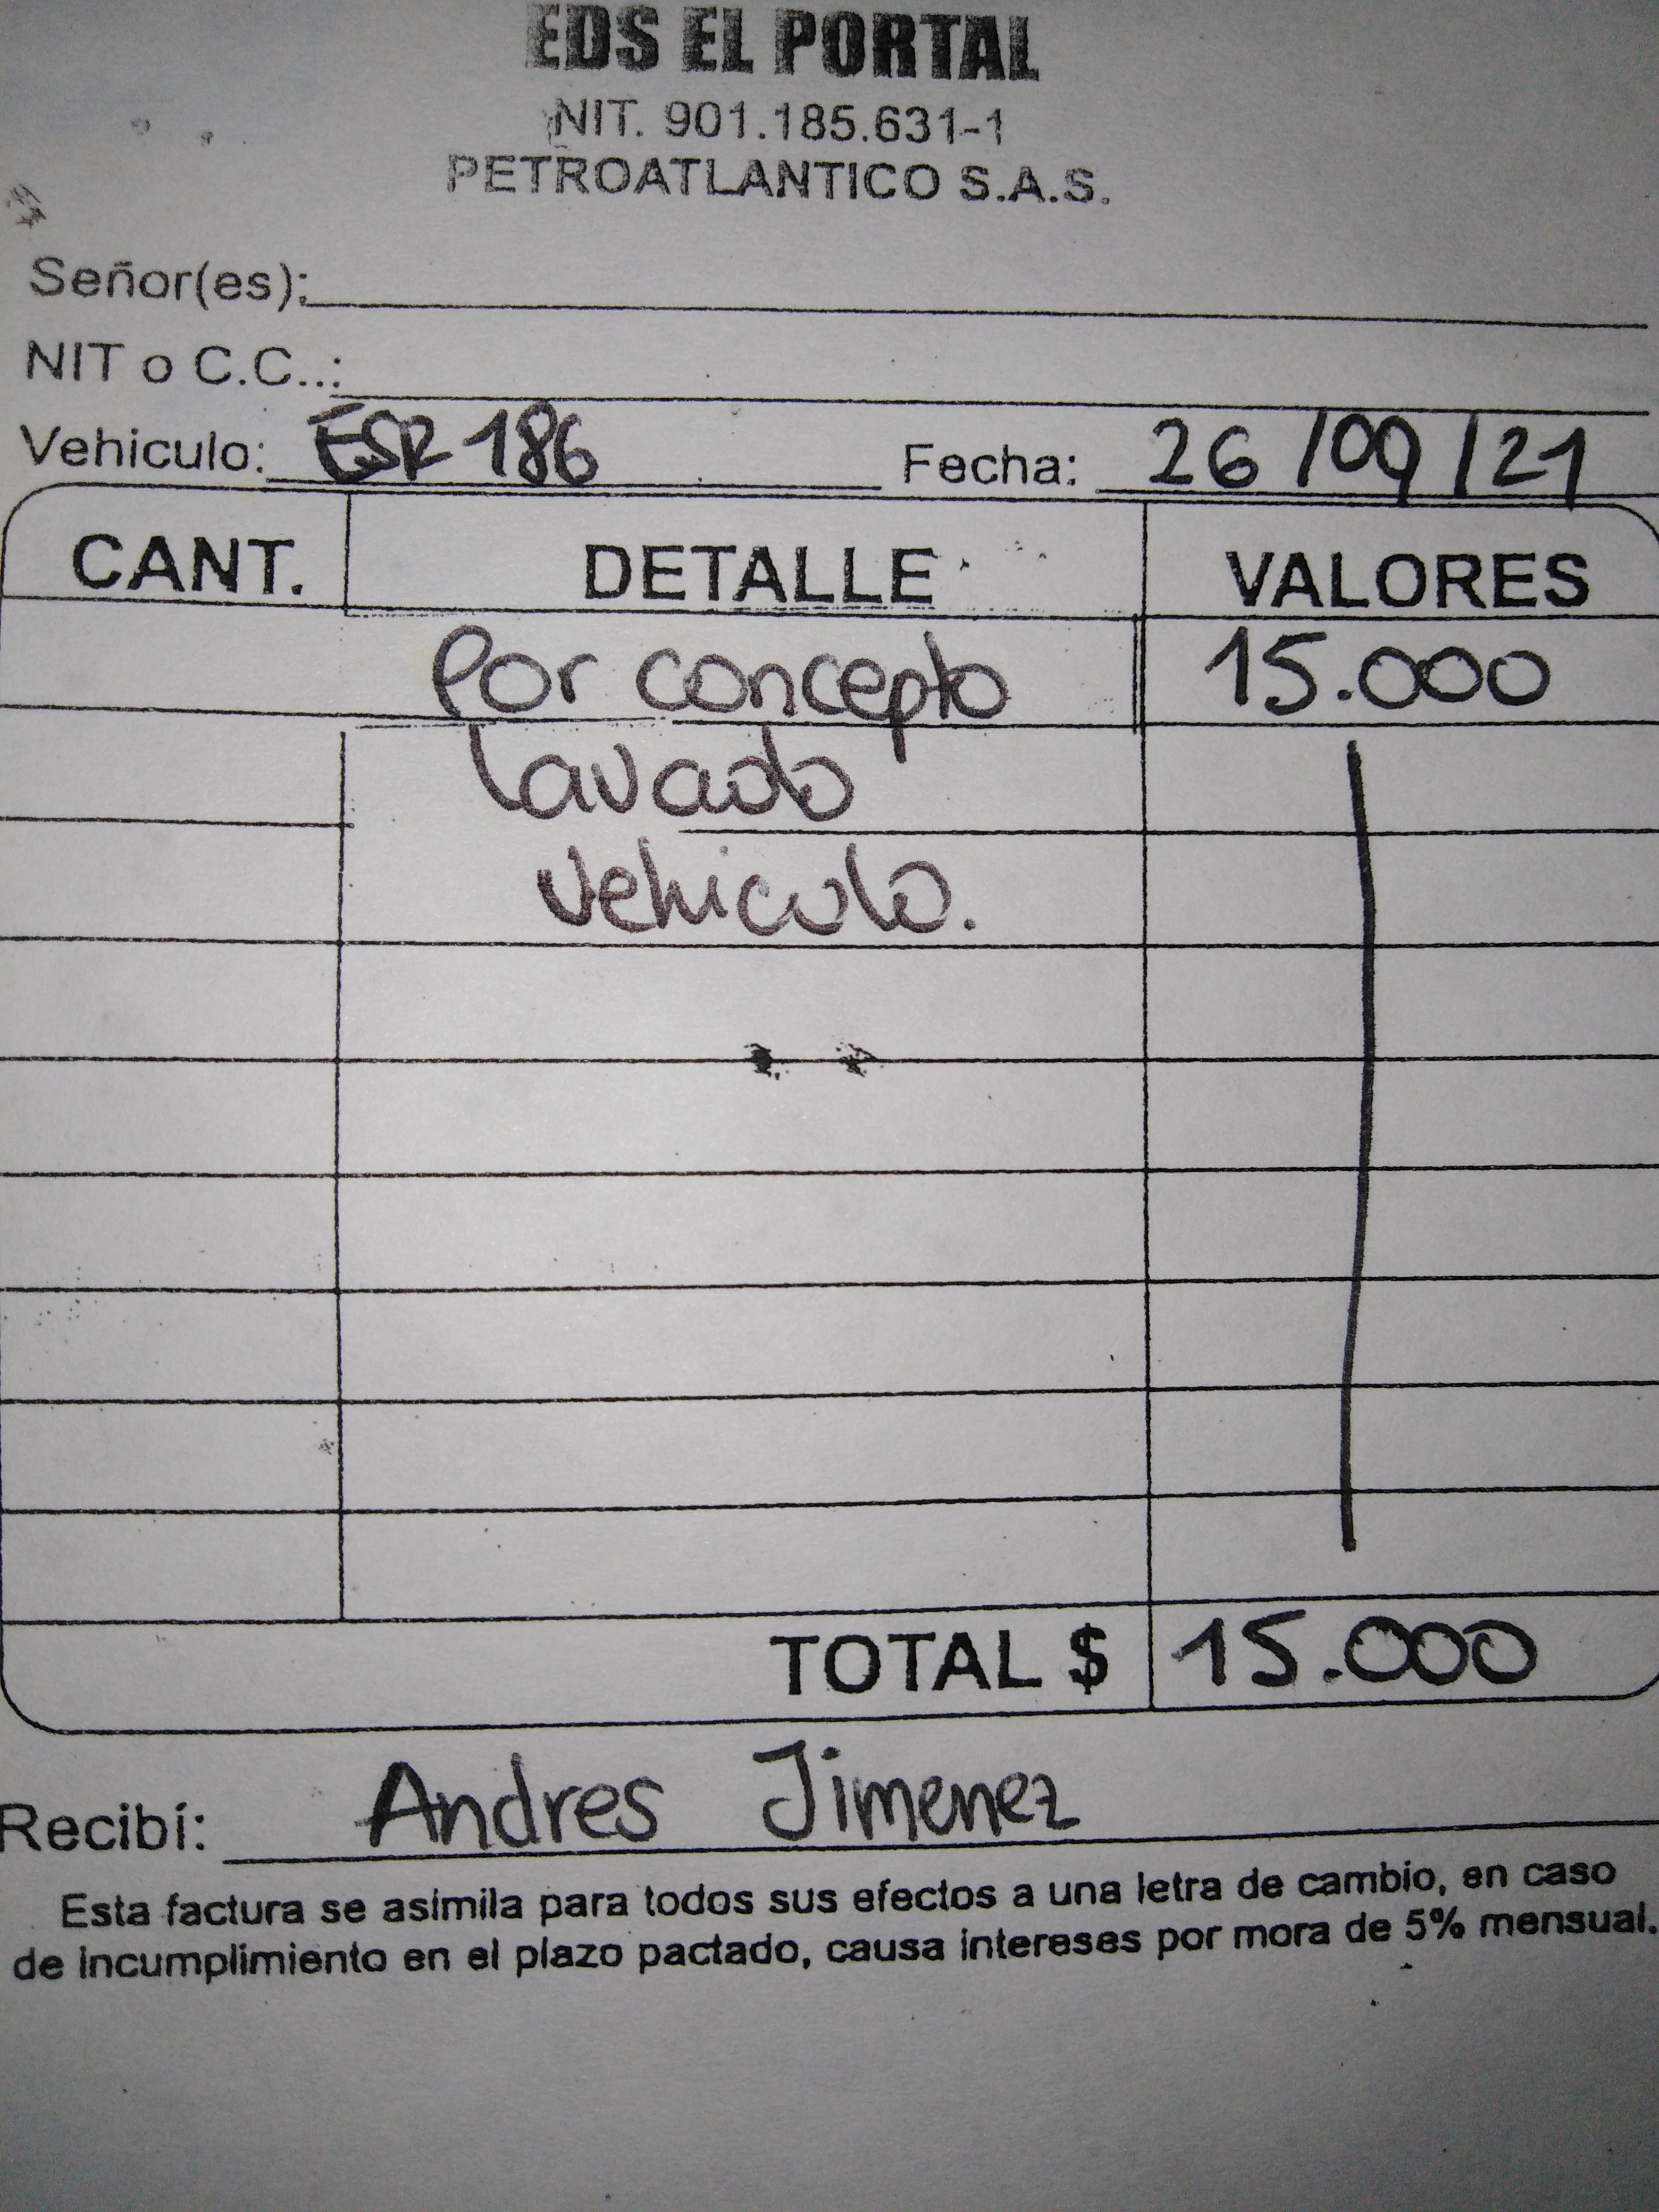 EDS EL PORTAL
NIT. 901.185.631-1
PETROATLANTICO S.A.S.
Señor(es):
NIT o C.C..:
Vehiculo: ESR 186 Fecha: 26/09/21
CANT. DETALLE VALORES
Por concepto 15.000
lavado
vehiculo.
TOTAL $ 15.000
Recibí: Andres Jimenez
Esta factura se asimila para todos sus efectos a una letra de cambio, en caso
de incumplimiento en el plazo pactado, causa intereses por mora de 5% mensual.